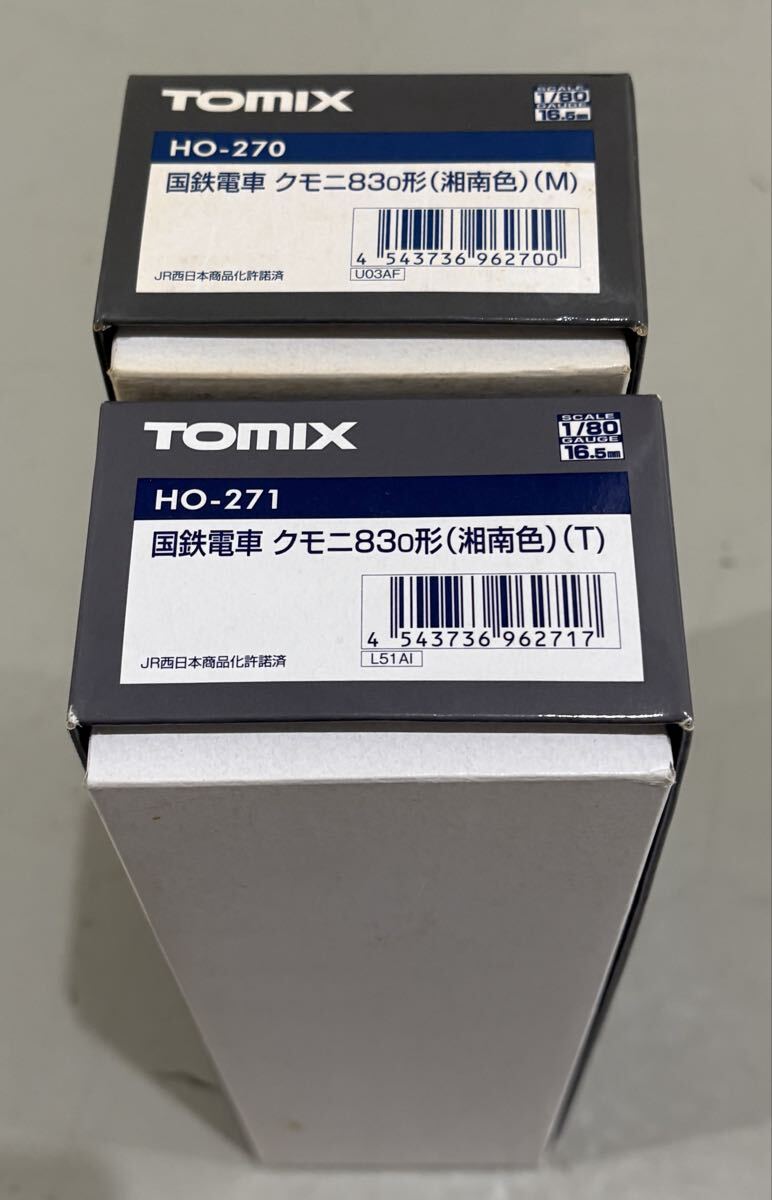 TOMIX
SCALE
1/80
GAUGE
16.5mm
HO-270
国鉄電車 クモニ830形(湘南色)(M)
4 543736 962700
JR西日本商品化許諾済
U03AF
TOMIX
SCALE
1/80
GAUGE
16.5mm
HO-271
国鉄電車 クモニ830形(湘南色)(T)
4 543736 962717
JR西日本商品化許諾済
L51AI